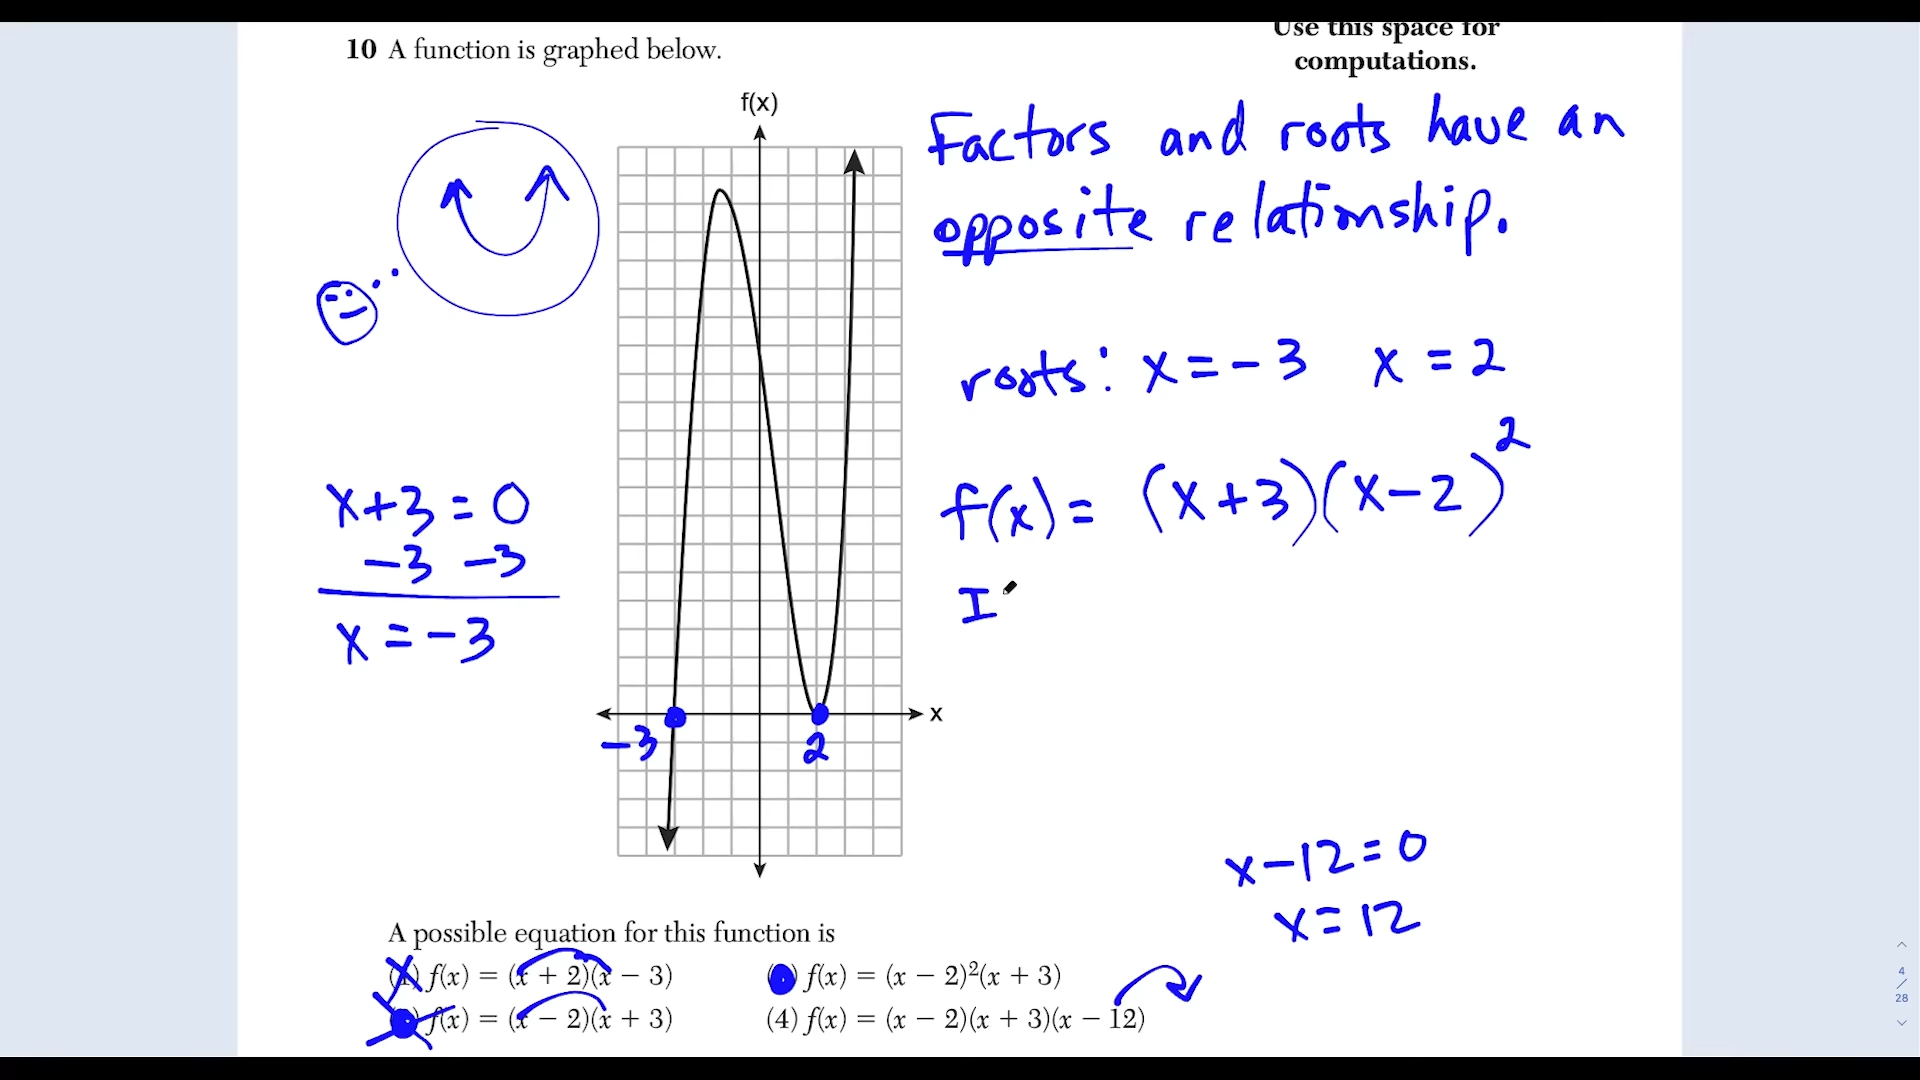 Use this space for
computations.
10 A function is graphed below.
f(x)
Factors and roots have an
opposite relationship.
roots: x = -3 x = 2
f(x) = (x+3)(x-2)²
I
x+3 = 0
-3 -3
x = -3
x
-3
2
x-12=0
x=12
A possible equation for this function is
f(x) = (x + 2)(x − 3)
f(x) = (x − 2)²(x + 3)
f(x) = (x − 2)(x + 3)
(4) f(x) = (x − 2)(x + 3)(x − 12)
4
/
28